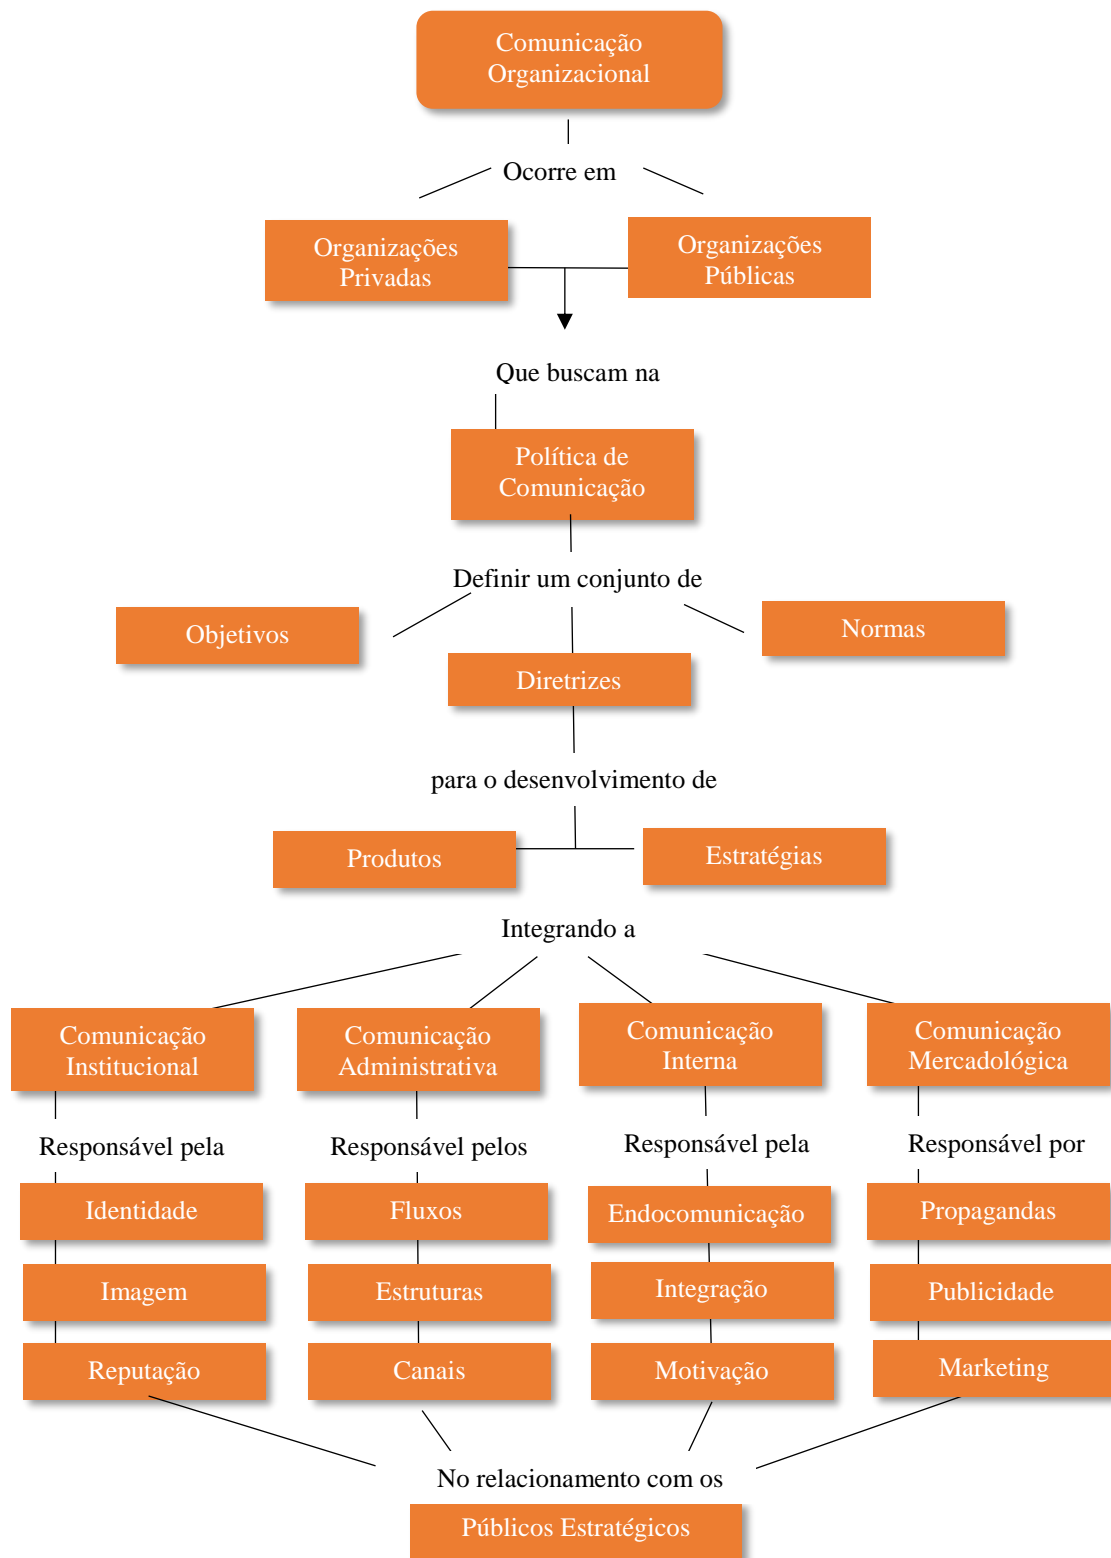 Comunicação
Organizacional
Ocorre em
Organizações
Privadas
Organizações
Públicas
Que buscam na
Política de
Comunicação
Definir um conjunto de
Objetivos
Normas
Diretrizes
para o desenvolvimento de
Produtos
Estratégias
Integrando a
Comunicação
Institucional
Comunicação
Administrativa
Comunicação
Interna
Comunicação
Mercadológica
Responsável pela
Responsável pelos
Responsável pela
Responsável por
Identidade
Fluxos
Endocomunicação
Propagandas
Imagem
Estruturas
Integração
Publicidade
Reputação
Canais
Motivação
Marketing
No relacionamento com os
Públicos Estratégicos